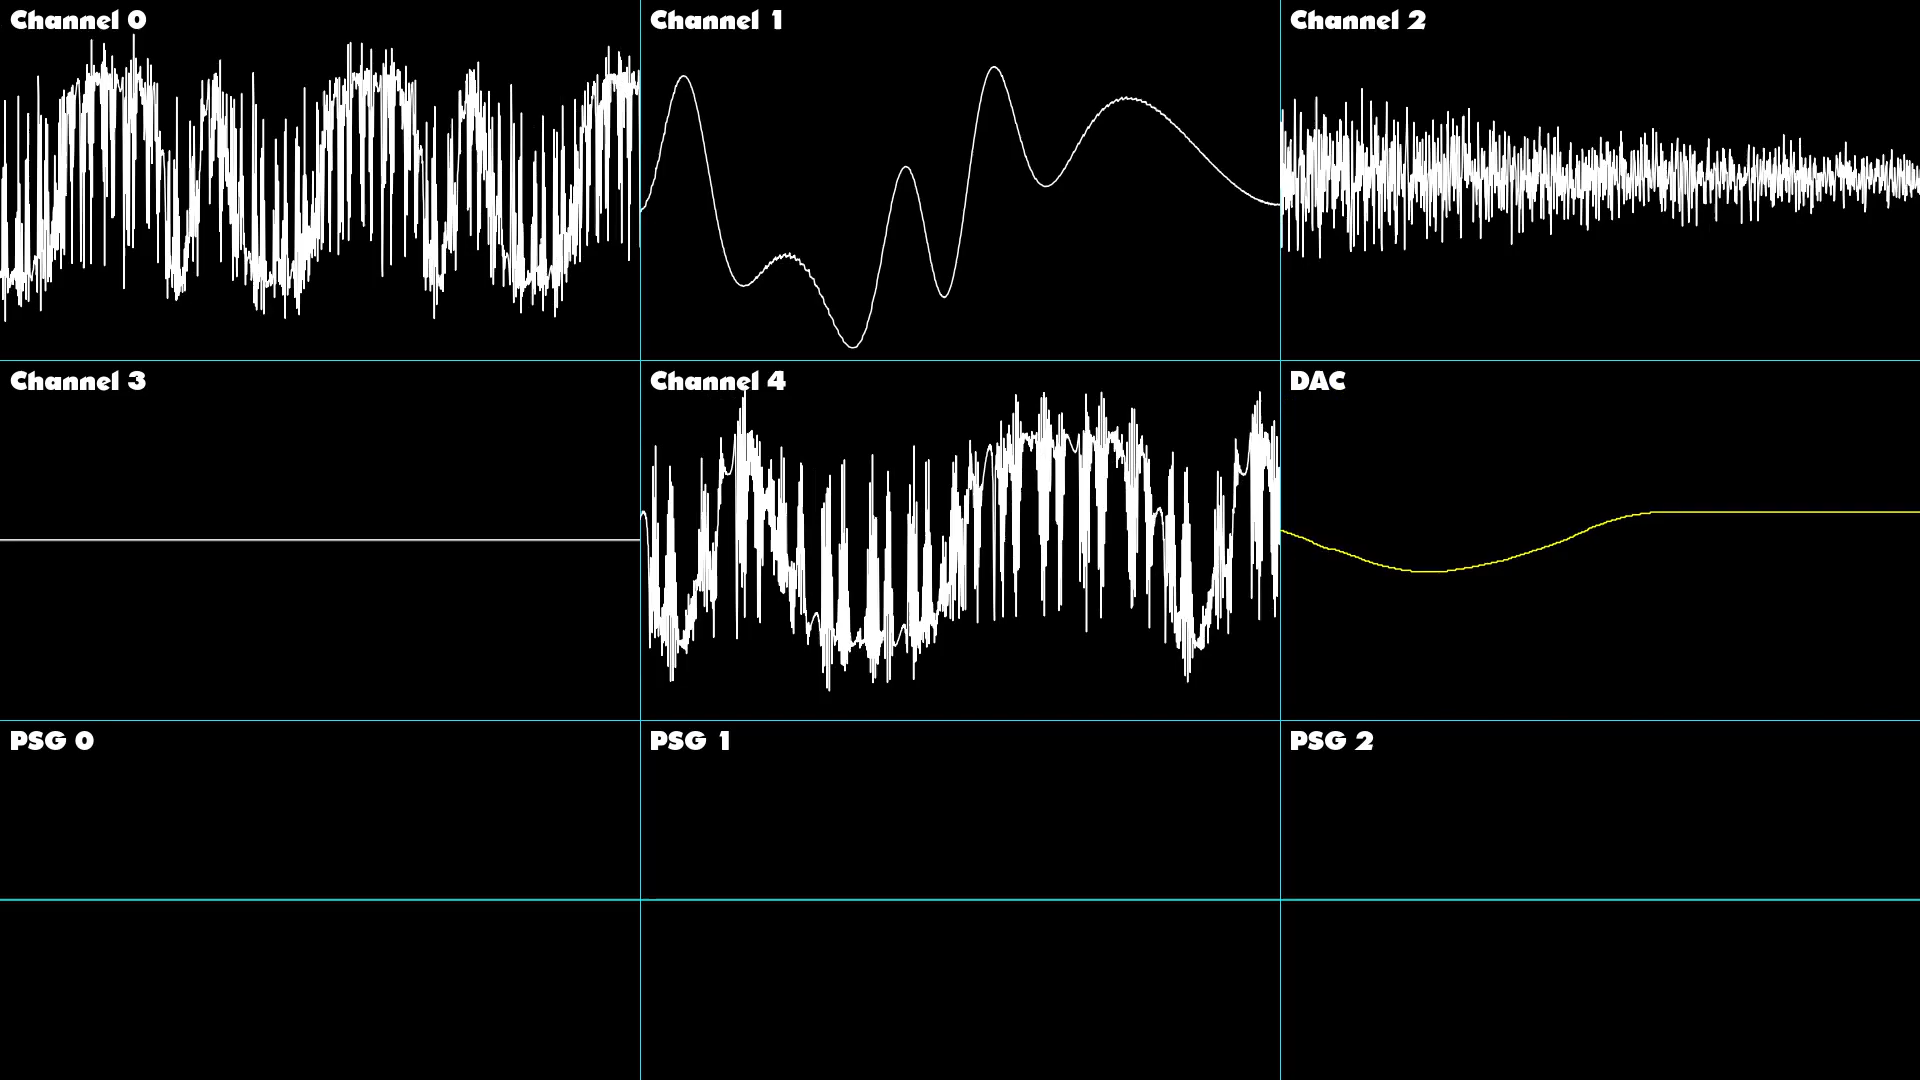 Channel 0
Channel 1
Channel 2
Channel 3
Channel 4
DAC
PSG 0
PSG 1
PSG 2